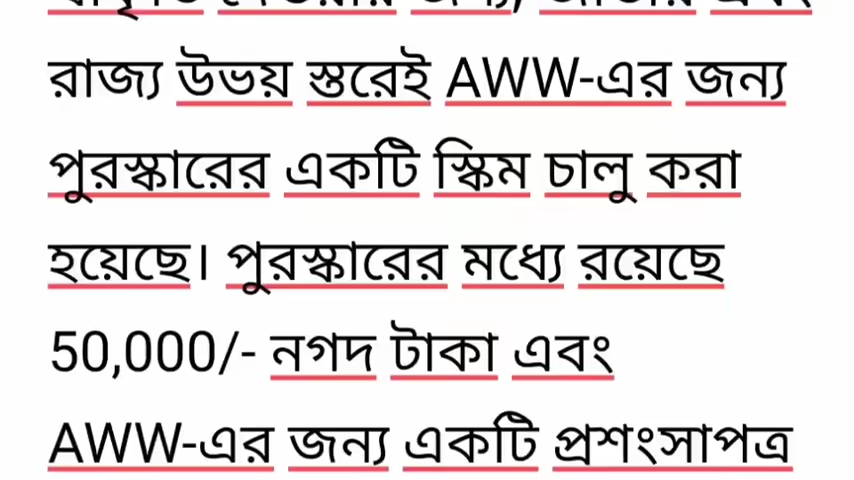 রাজ্য উভয় স্তরেই AWW-এর জন্য
পুরস্কারের একটি স্কিম চালু করা
হয়েছে। পুরস্কারের মধ্যে রয়েছে
50,000/- নগদ টাকা এবং
AWW-এর জন্য একটি প্রশংসাপত্র